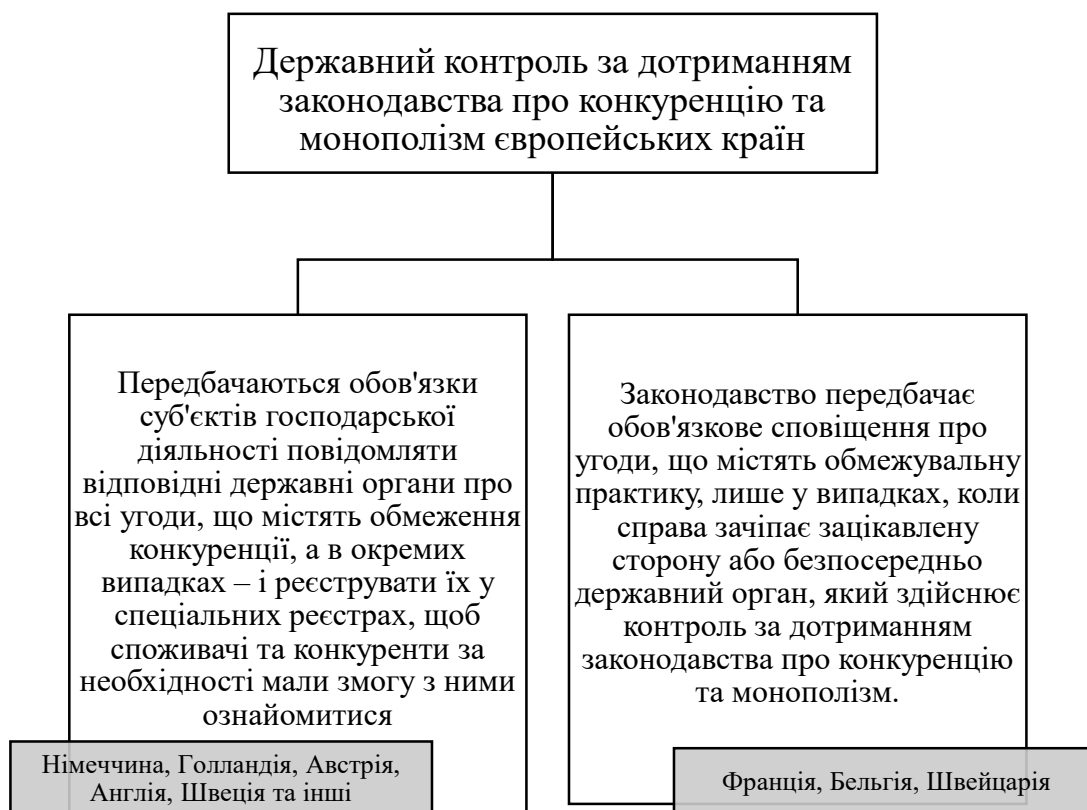 Державний контроль за дотриманням
законодавства про конкуренцію та
монополізм європейських країн
Передбачаються обов'язки
суб'єктів господарської
діяльності повідомляти
відповідні державні органи про
всі угоди, що містять обмеження
конкуренції, а в окремих
випадках – і реєструвати їх у
спеціальних реєстрах, щоб
споживачі та конкуренти за
необхідності мали змогу з ними
ознайомитися
Німеччина, Голландія, Австрія,
Англія, Швеція та інші
Законодавство передбачає
обов'язкове сповіщення про
угоди, що містять обмежувальну
практику, лише у випадках, коли
справа зачіпає зацікавлену
сторону або безпосередньо
державний орган, який здійснює
контроль за дотриманням
законодавства про конкуренцію
та монополізм.
Франція, Бельгія, Швейцарія